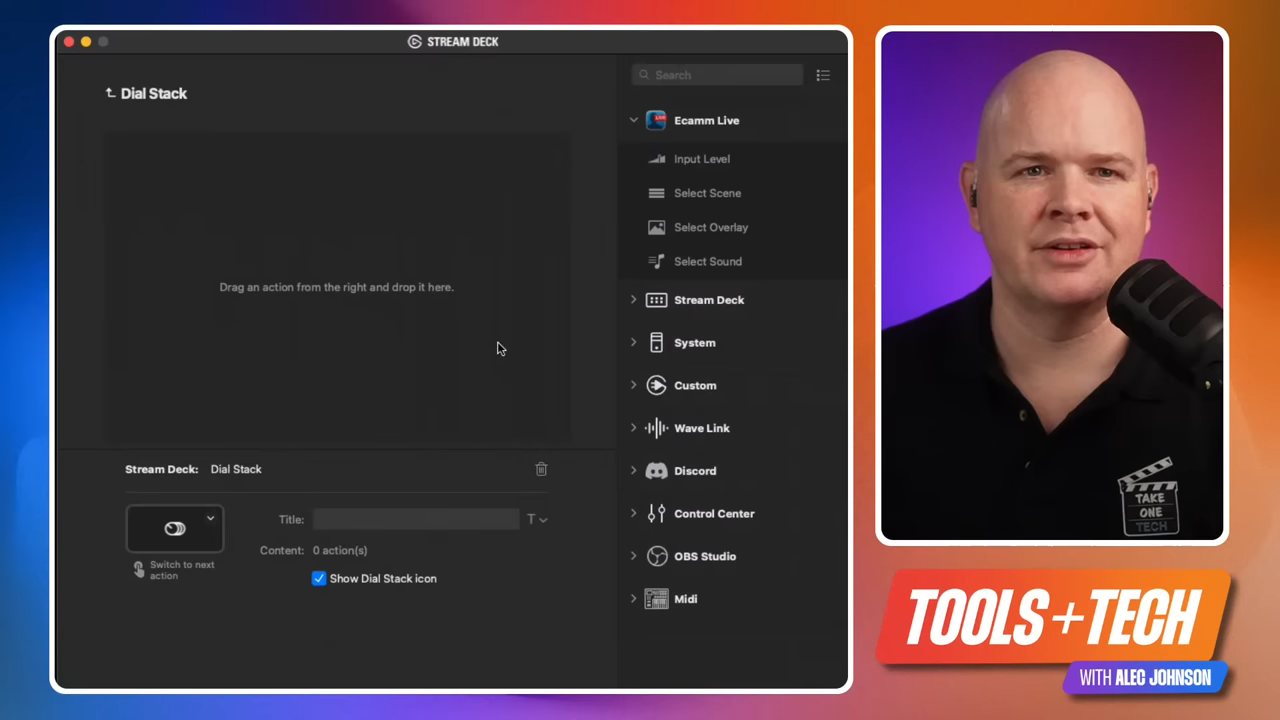 STREAM DECK
Dial Stack
Search
Ecamm Live
Input Level
Select Scene
Select Overlay
Select Sound
Stream Deck
System
Custom
Wave Link
Discord
Control Center
OBS Studio
Midi
Drag an action from the right and drop it here.
Stream Deck: Dial Stack
Title:
T
Switch to next
action
Content: 0 action(s)
Show Dial Stack icon
TAKE
ONE
TECH
TOOLS+TECH
WITH ALEC JOHNSON